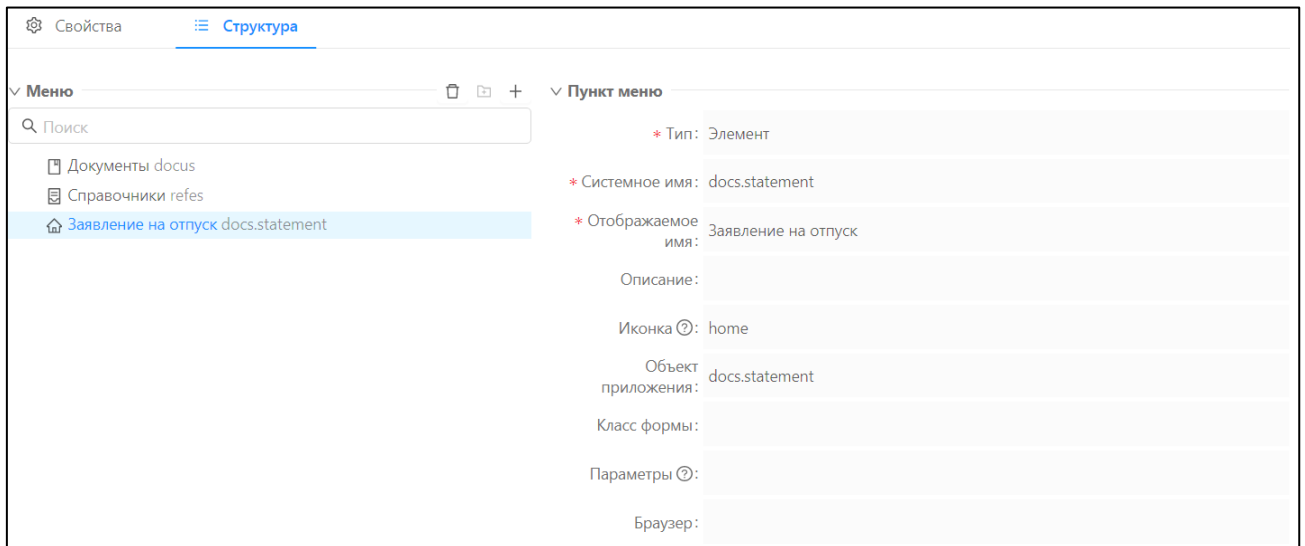 Свойства
Структура
Меню
Поиск
Документы docus
Справочники refes
Заявление на отпуск docs.statement
Пункт меню
* Тип: Элемент
* Системное имя: docs.statement
* Отображаемое
имя: Заявление на отпуск
Описание:
Иконка ?: home
Объект
приложения: docs.statement
Класс формы:
Параметры ?:
Браузер: